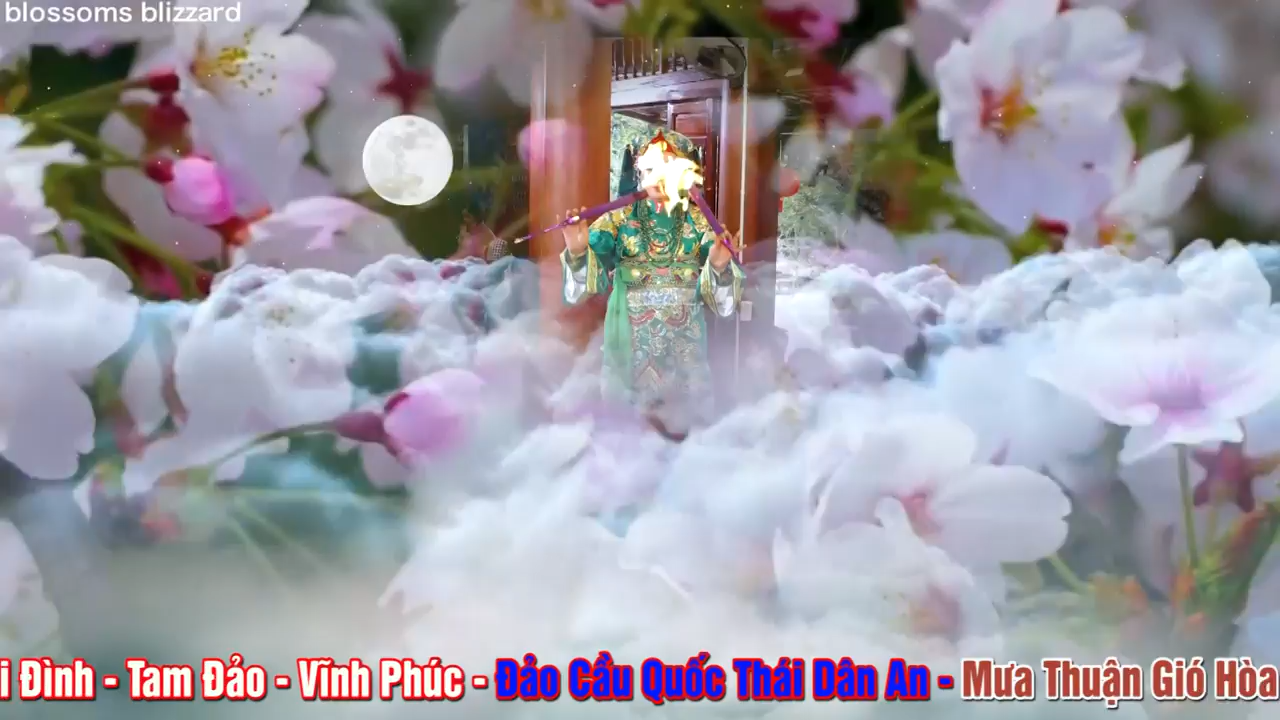 blossoms blizzard
i Đình - Tam Đảo - Vĩnh Phúc - Đảo Cầu Quốc Thái Dân An - Mưa Thuận Gió Hòa